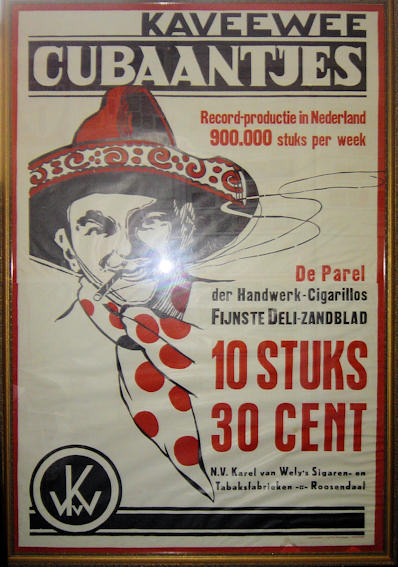 KAVEEWEE
CUBAANTJES
Record-productie in Nederland
900.000 stuks per week
De Parel
der Handwerk-Cigarillos
FIJNSTE DELI-ZANDBLAD
10 STUKS
30 CENT
N.V. Karel van Wely's Sigaren- en
Tabaksfabrieken -:- Roosendaal
KVW